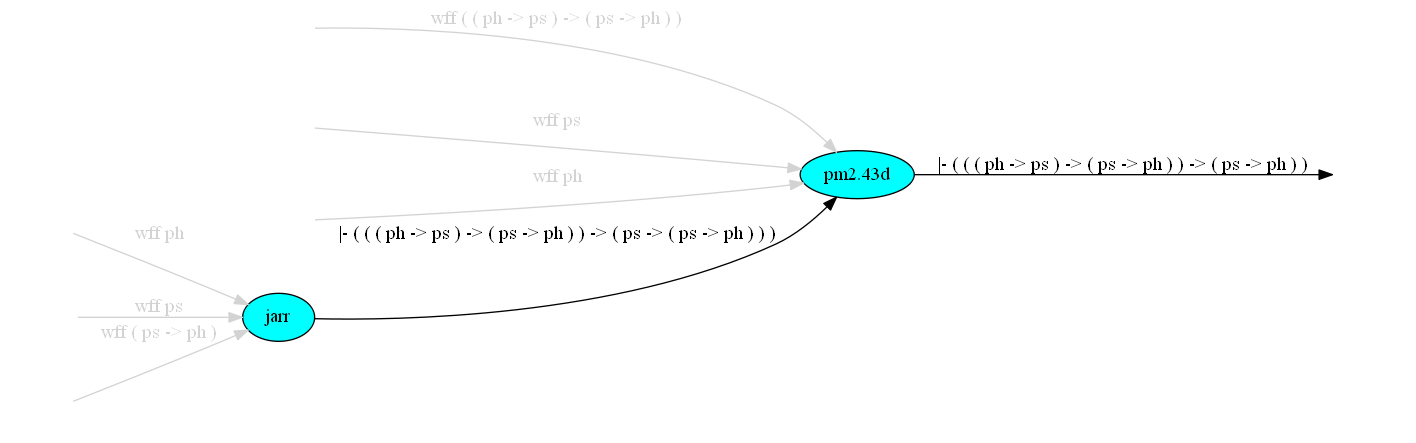 wff ( ( ph -> ps ) -> ( ps -> ph ) )
wff ps
|- ( ( ( ph -> ps ) -> ( ps -> ph ) ) -> ( ps -> ph ) )
pm2.43d
wff ph
wff ph
|- ( ( ( ph -> ps ) -> ( ps -> ph ) ) -> ( ps -> ( ps -> ph ) ) )
wff ps
jarr
wff ( ps -> ph )